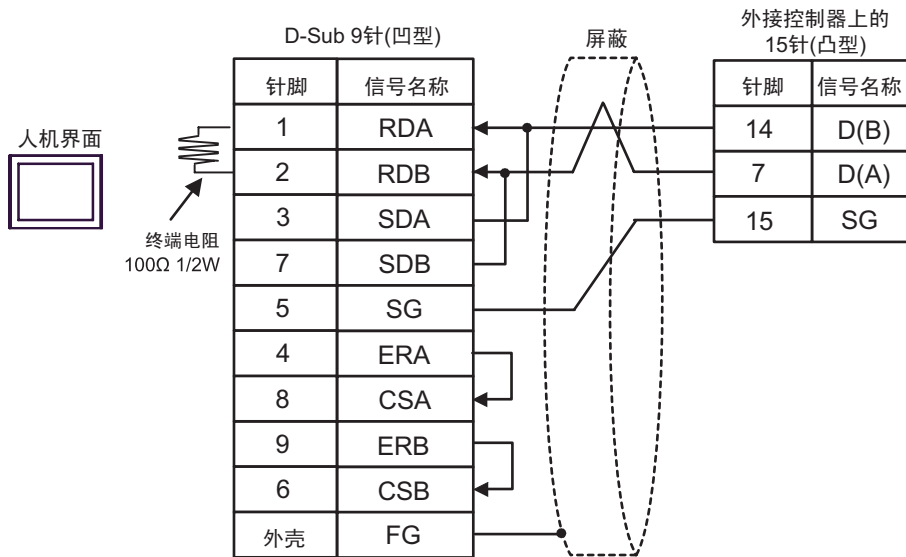 D-Sub 9针(凹型)
屏蔽
外接控制器上的
15针(凸型)
人机界面
终端电阻
100Ω 1/2W
针脚 信号名称
1 RDA
2 RDB
3 SDA
7 SDB
5 SG
4 ERA
8 CSA
9 ERB
6 CSB
外壳 FG
针脚 信号名称
14 D(B)
7 D(A)
15 SG